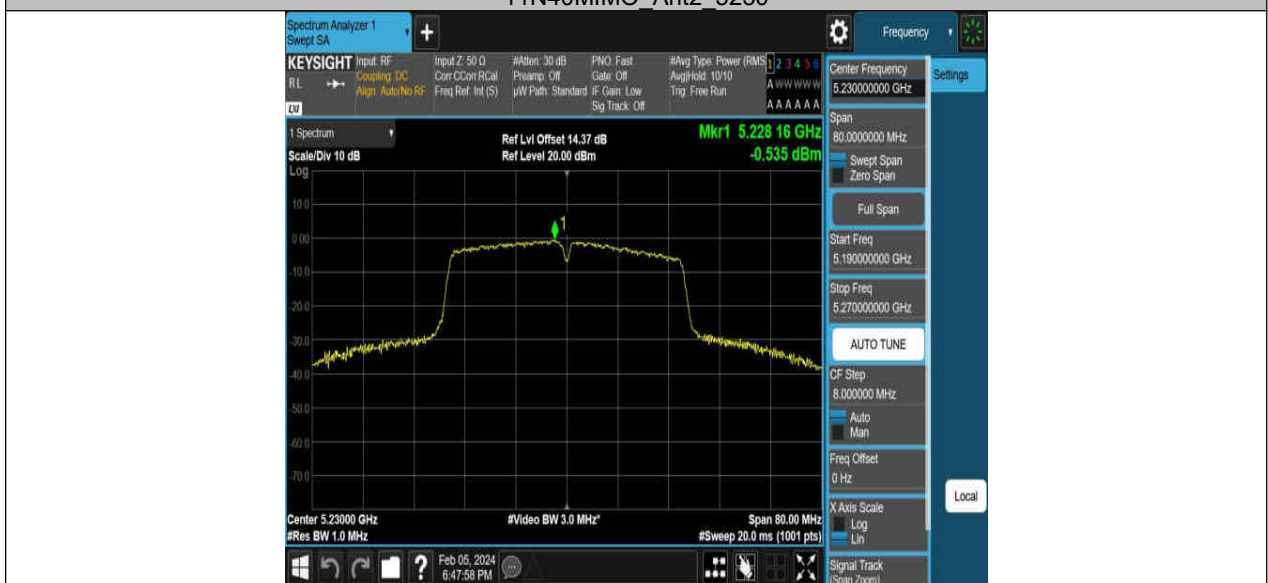 11N40MIMO_Ant2_5230
Spectrum Analyzer 1
Swept SA
+
Frequency
KEYSIGHT
RL
LXI
Input: RF
Coupling: DC
Align: Auto/No RF
Input Z: 50 Ω
Corr CCorr RCal
Freq Ref: Int (S)
#Atten: 30 dB
Preamp: Off
µW Path: Standard
PNO: Fast
Gate: Off
IF Gain: Low
Sig Track: Off
#Avg Type: Power (RMS
Avg|Hold: 10/10
Trig: Free Run
1 2 3 4 5 6
A W W W W W
A A A A A A
Center Frequency
5.230000000 GHz
Settings
1 Spectrum
Scale/Div 10 dB
Log
Ref Lvl Offset 14.37 dB
Ref Level 20.00 dBm
Mkr1 5.228 16 GHz
-0.535 dBm
Span
80.0000000 MHz
Swept Span
Zero Span
Full Span
Start Freq
5.190000000 GHz
Stop Freq
5.270000000 GHz
AUTO TUNE
CF Step
8.000000 MHz
Auto
Man
Freq Offset
0 Hz
X Axis Scale
Log
Lin
Signal Track
(Span Zoom)
Local
10.0
0.00
-10.0
-20.0
-30.0
-40.0
-50.0
-60.0
-70.0
1
Center 5.23000 GHz
#Res BW 1.0 MHz
#Video BW 3.0 MHz*
Span 80.00 MHz
#Sweep 20.0 ms (1001 pts)
?
Feb 05, 2024
6:47:58 PM